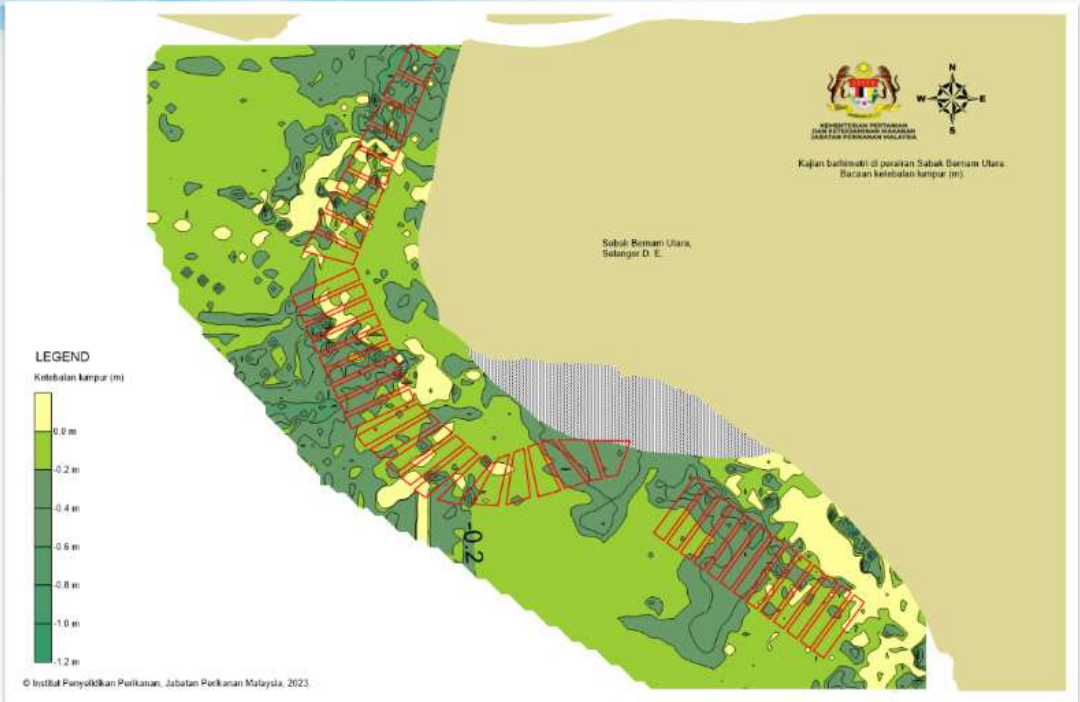 N
W E
S
KEMENTERIAN PERTANIAN
DAN KETERJAMINAN MAKANAN
JABATAN PERIKANAN MALAYSIA
Kajian bathimetri di perairan Sabak Bernam Utara.
Bacaan ketebalan lumpur (m).
Sabak Bernam Utara,
Selangor D. E.
LEGEND
Ketebalan lumpur (m)
0.0 m
-0.2 m
-0.4 m
-0.6 m
-0.8 m
-1.0 m
-1.2 m
-0.2
© Institut Penyelidikan Perikanan, Jabatan Perikanan Malaysia, 2023.